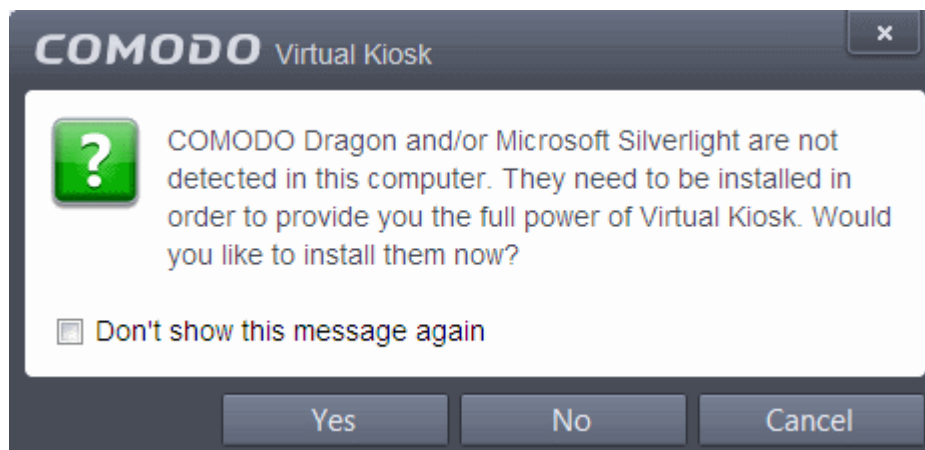 COMODO Virtual Kiosk
×
?
COMODO Dragon and/or Microsoft Silverlight are not
detected in this computer. They need to be installed in
order to provide you the full power of Virtual Kiosk. Would
you like to install them now?
Don't show this message again
Yes No Cancel